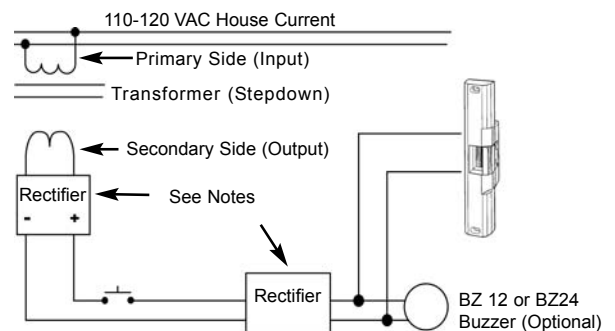 110-120 VAC House Current
Primary Side (Input)
Transformer (Stepdown)
Secondary Side (Output)
Rectifier
See Notes
- +
Rectifier
BZ 12 or BZ24
Buzzer (Optional)